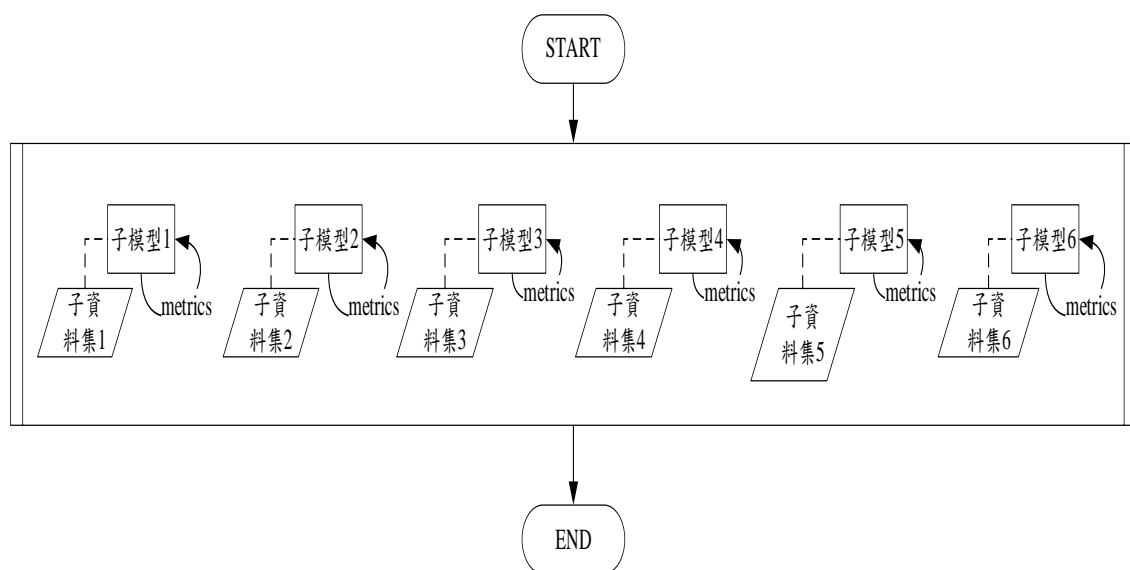 START
子模型1
子模型2
子模型3
子模型4
子模型5
子模型6
metrics
metrics
metrics
metrics
metrics
metrics
子資
料集1
子資
料集2
子資
料集3
子資
料集4
子資
料集5
子資
料集6
END